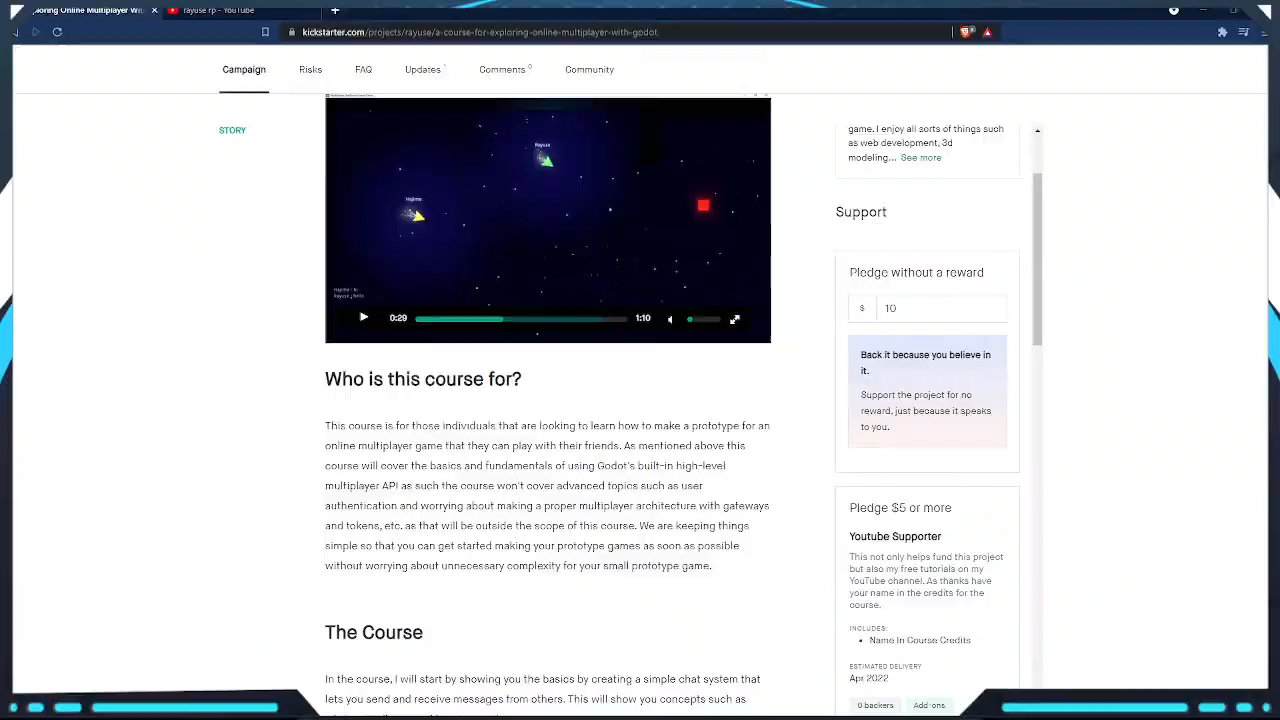 oring Online Multiplayer With
rayuse rp - YouTube
kickstarter.com/projects/rayuse/a-course-for-exploring-online-multiplayer-with-godot
Campaign
Risks
FAQ
Updates 1
Comments 0
Community
STORY
Rayuse
Hajime
Rayuse : hello
0:29
1:10
Who is this course for?
This course is for those individuals that are looking to learn how to make a prototype for an
online multiplayer game that they can play with their friends. As mentioned above this
course will cover the basics and fundamentals of using Godot's built-in high-level
multiplayer API as such the course won't cover advanced topics such as user
authentication and worrying about making a proper multiplayer architecture with gateways
and tokens, etc. as that will be outside the scope of this course. We are keeping things
simple so that you can get started making your prototype games as soon as possible
without worrying about unnecessary complexity for your small prototype game.
The Course
In the course, I will start by showing you the basics by creating a simple chat system that
lets you send and receive messages from others. This will show you concepts such as
game. I enjoy all sorts of things such
as web development, 3d
modeling... See more
Support
Pledge without a reward
$ 10
Back it because you believe in
it.
Support the project for no
reward, just because it speaks
to you.
Pledge $5 or more
Youtube Supporter
This not only helps fund this project
but also my free tutorials on my
YouTube channel. As thanks have
your name in the credits for the
course.
INCLUDES:
Name In Course Credits
ESTIMATED DELIVERY
Apr 2022
backers
Add-ons